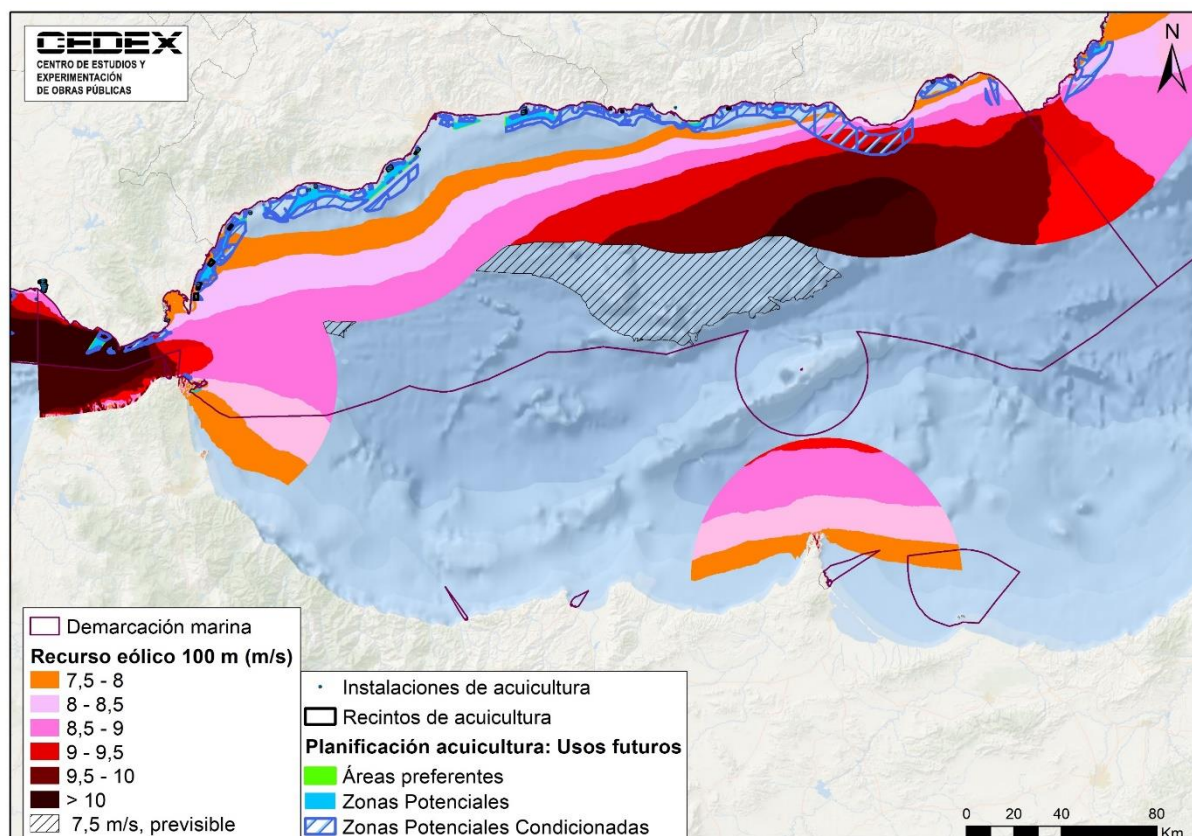 CEDEX
CENTRO DE ESTUDIOS Y
EXPERIMENTACIÓN
DE OBRAS PÚBLICAS
N
Demarcación marina
Recurso eólico 100 m (m/s)
7,5 - 8
8 - 8,5
8,5 - 9
9 - 9,5
9,5 - 10
> 10
7,5 m/s, previsible
Instalaciones de acuicultura
Recintos de acuicultura
Planificación acuicultura: Usos futuros
Áreas preferentes
Zonas Potenciales
Zonas Potenciales Condicionadas
0 20 40 60 80
Km